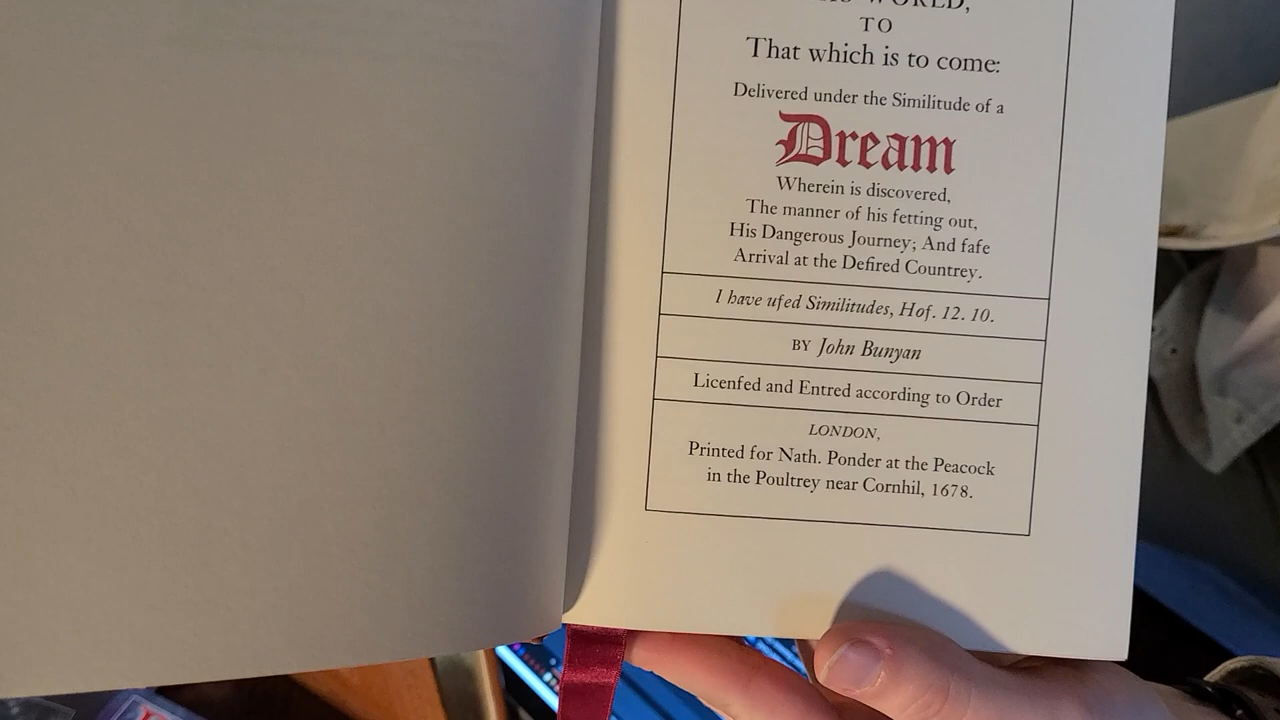 WORLD,
TO
That which is to come:
Delivered under the Similitude of a
Dream
Wherein is discovered,
The manner of his fetting out,
His Dangerous Journey; And fafe
Arrival at the Defired Countrey.
I have ufed Similitudes, Hof. 12. 10.
BY John Bunyan
Licenfed and Entred according to Order
LONDON,
Printed for Nath. Ponder at the Peacock
in the Poultrey near Cornhil, 1678.